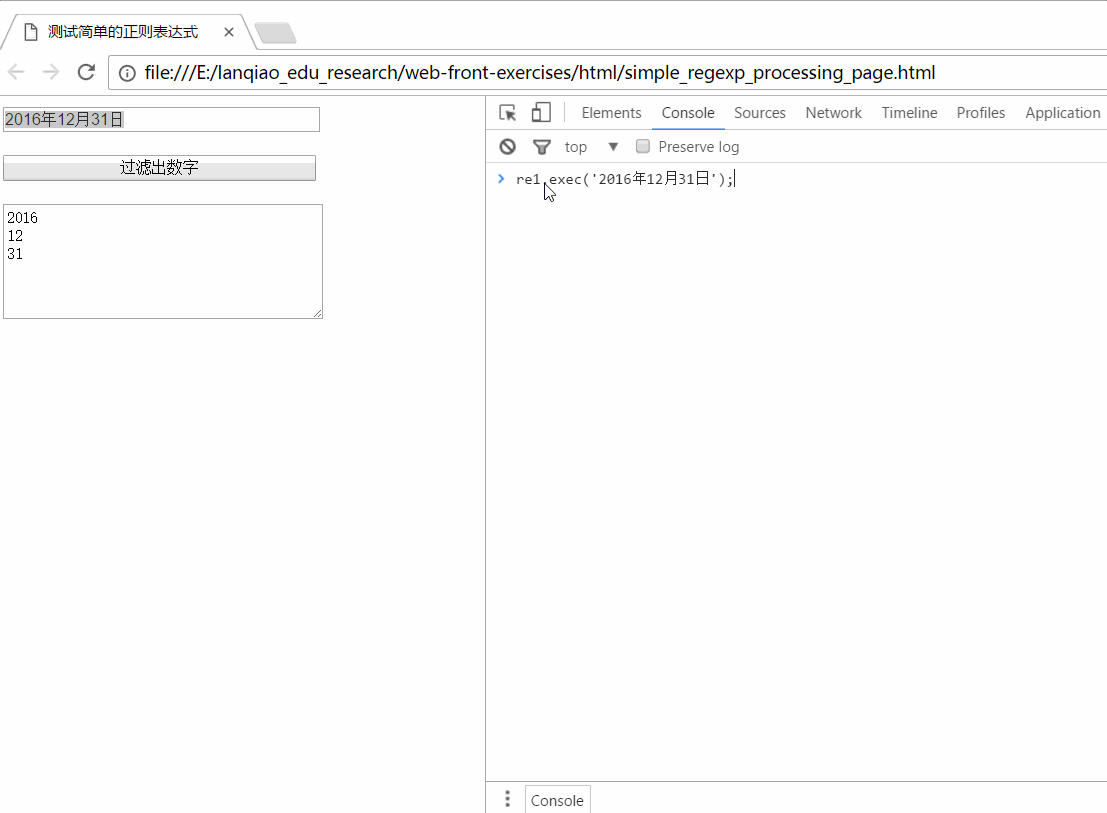 测试简单的正则表达式
file:///E:/lanqiao_edu_research/web-front-exercises/html/simple_regexp_processing_page.html
2016年12月31日
过滤出数字
2016
12
31
Elements Console Sources Network Timeline Profiles Application
top Preserve log
re1.exec('2016年12月31日');
Console